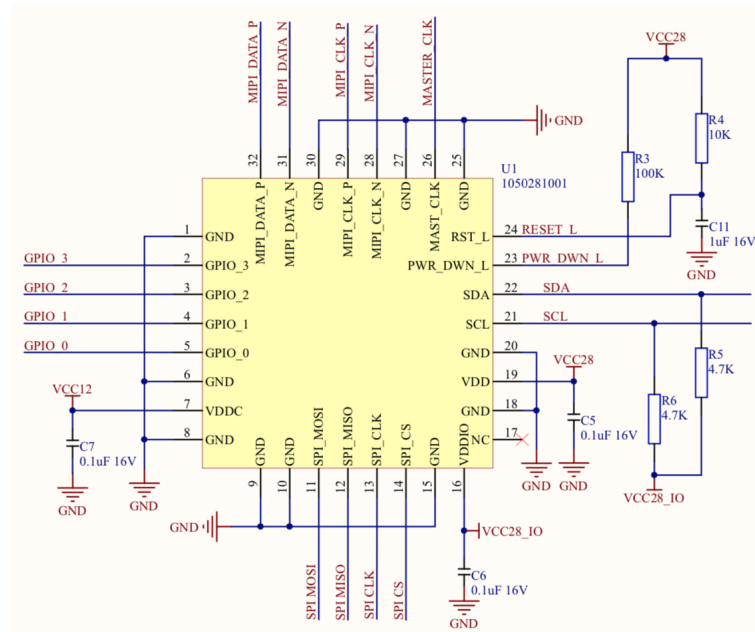 MIPI_DATA_P
MIPI_DATA_N
MIPI_CLK_P
MIPI_CLK_N
MASTER_CLK
VCC28
GND
R4
10K
R3
100K
U1
1050281001
32
31
30
29
28
27
26
25
MIPI_DATA_P
MIPI_DATA_N
GND
MIPI_CLK_P
MIPI_CLK_N
GND
MAST_CLK
GND
C11
1uF 16V
GND
1 GND
GPIO_3 2 GPIO_3
GPIO_2 3 GPIO_2
GPIO_1 4 GPIO_1
GPIO_0 5 GPIO_0
6 GND
7 VDDC
8 GND
RST_L 24 RESET_L
PWR_DWN_L 23 PWR_DWN_L
SDA 22 SDA
SCL 21 SCL
GND 20
VDD 19
GND 18
NC 17
VCC12
C7
0.1uF 16V
GND
GND
VCC28
C5
0.1uF 16V
GND
GND
R5
4.7K
R6
4.7K
VCC28_IO
GND
GND
SPI_MOSI
SPI_MISO
SPI_CLK
SPI_CS
GND
VDDIO
9
10
11
12
13
14
15
16
GND
VCC28_IO
SPI MOSI
SPI MISO
SPI CLK
SPI CS
C6
0.1uF 16V
GND